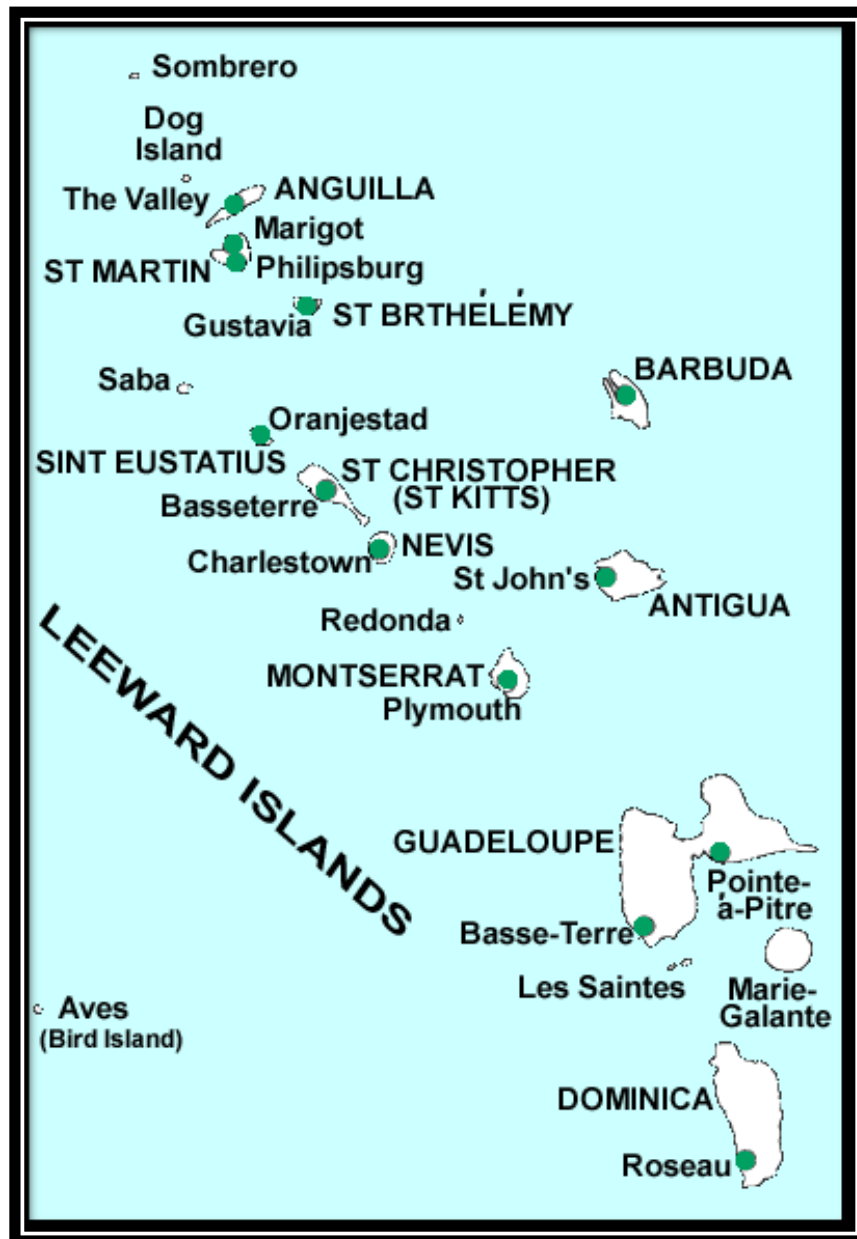 Sombrero
Dog
Island
The Valley
ANGUILLA
Marigot
ST MARTIN
Philipsburg
Gustavia
ST BRTHÉLÉMY
Saba
BARBUDA
Oranjestad
SINT EUSTATIUS
ST CHRISTOPHER
(ST KITTS)
Basseterre
NEVIS
Charlestown
St John's
ANTIGUA
Redonda
MONTSERRAT
Plymouth
LEEWARD ISLANDS
GUADELOUPE
Pointe-
à-Pitre
Basse-Terre
Les Saintes
Marie-
Galante
Aves
(Bird Island)
DOMINICA
Roseau